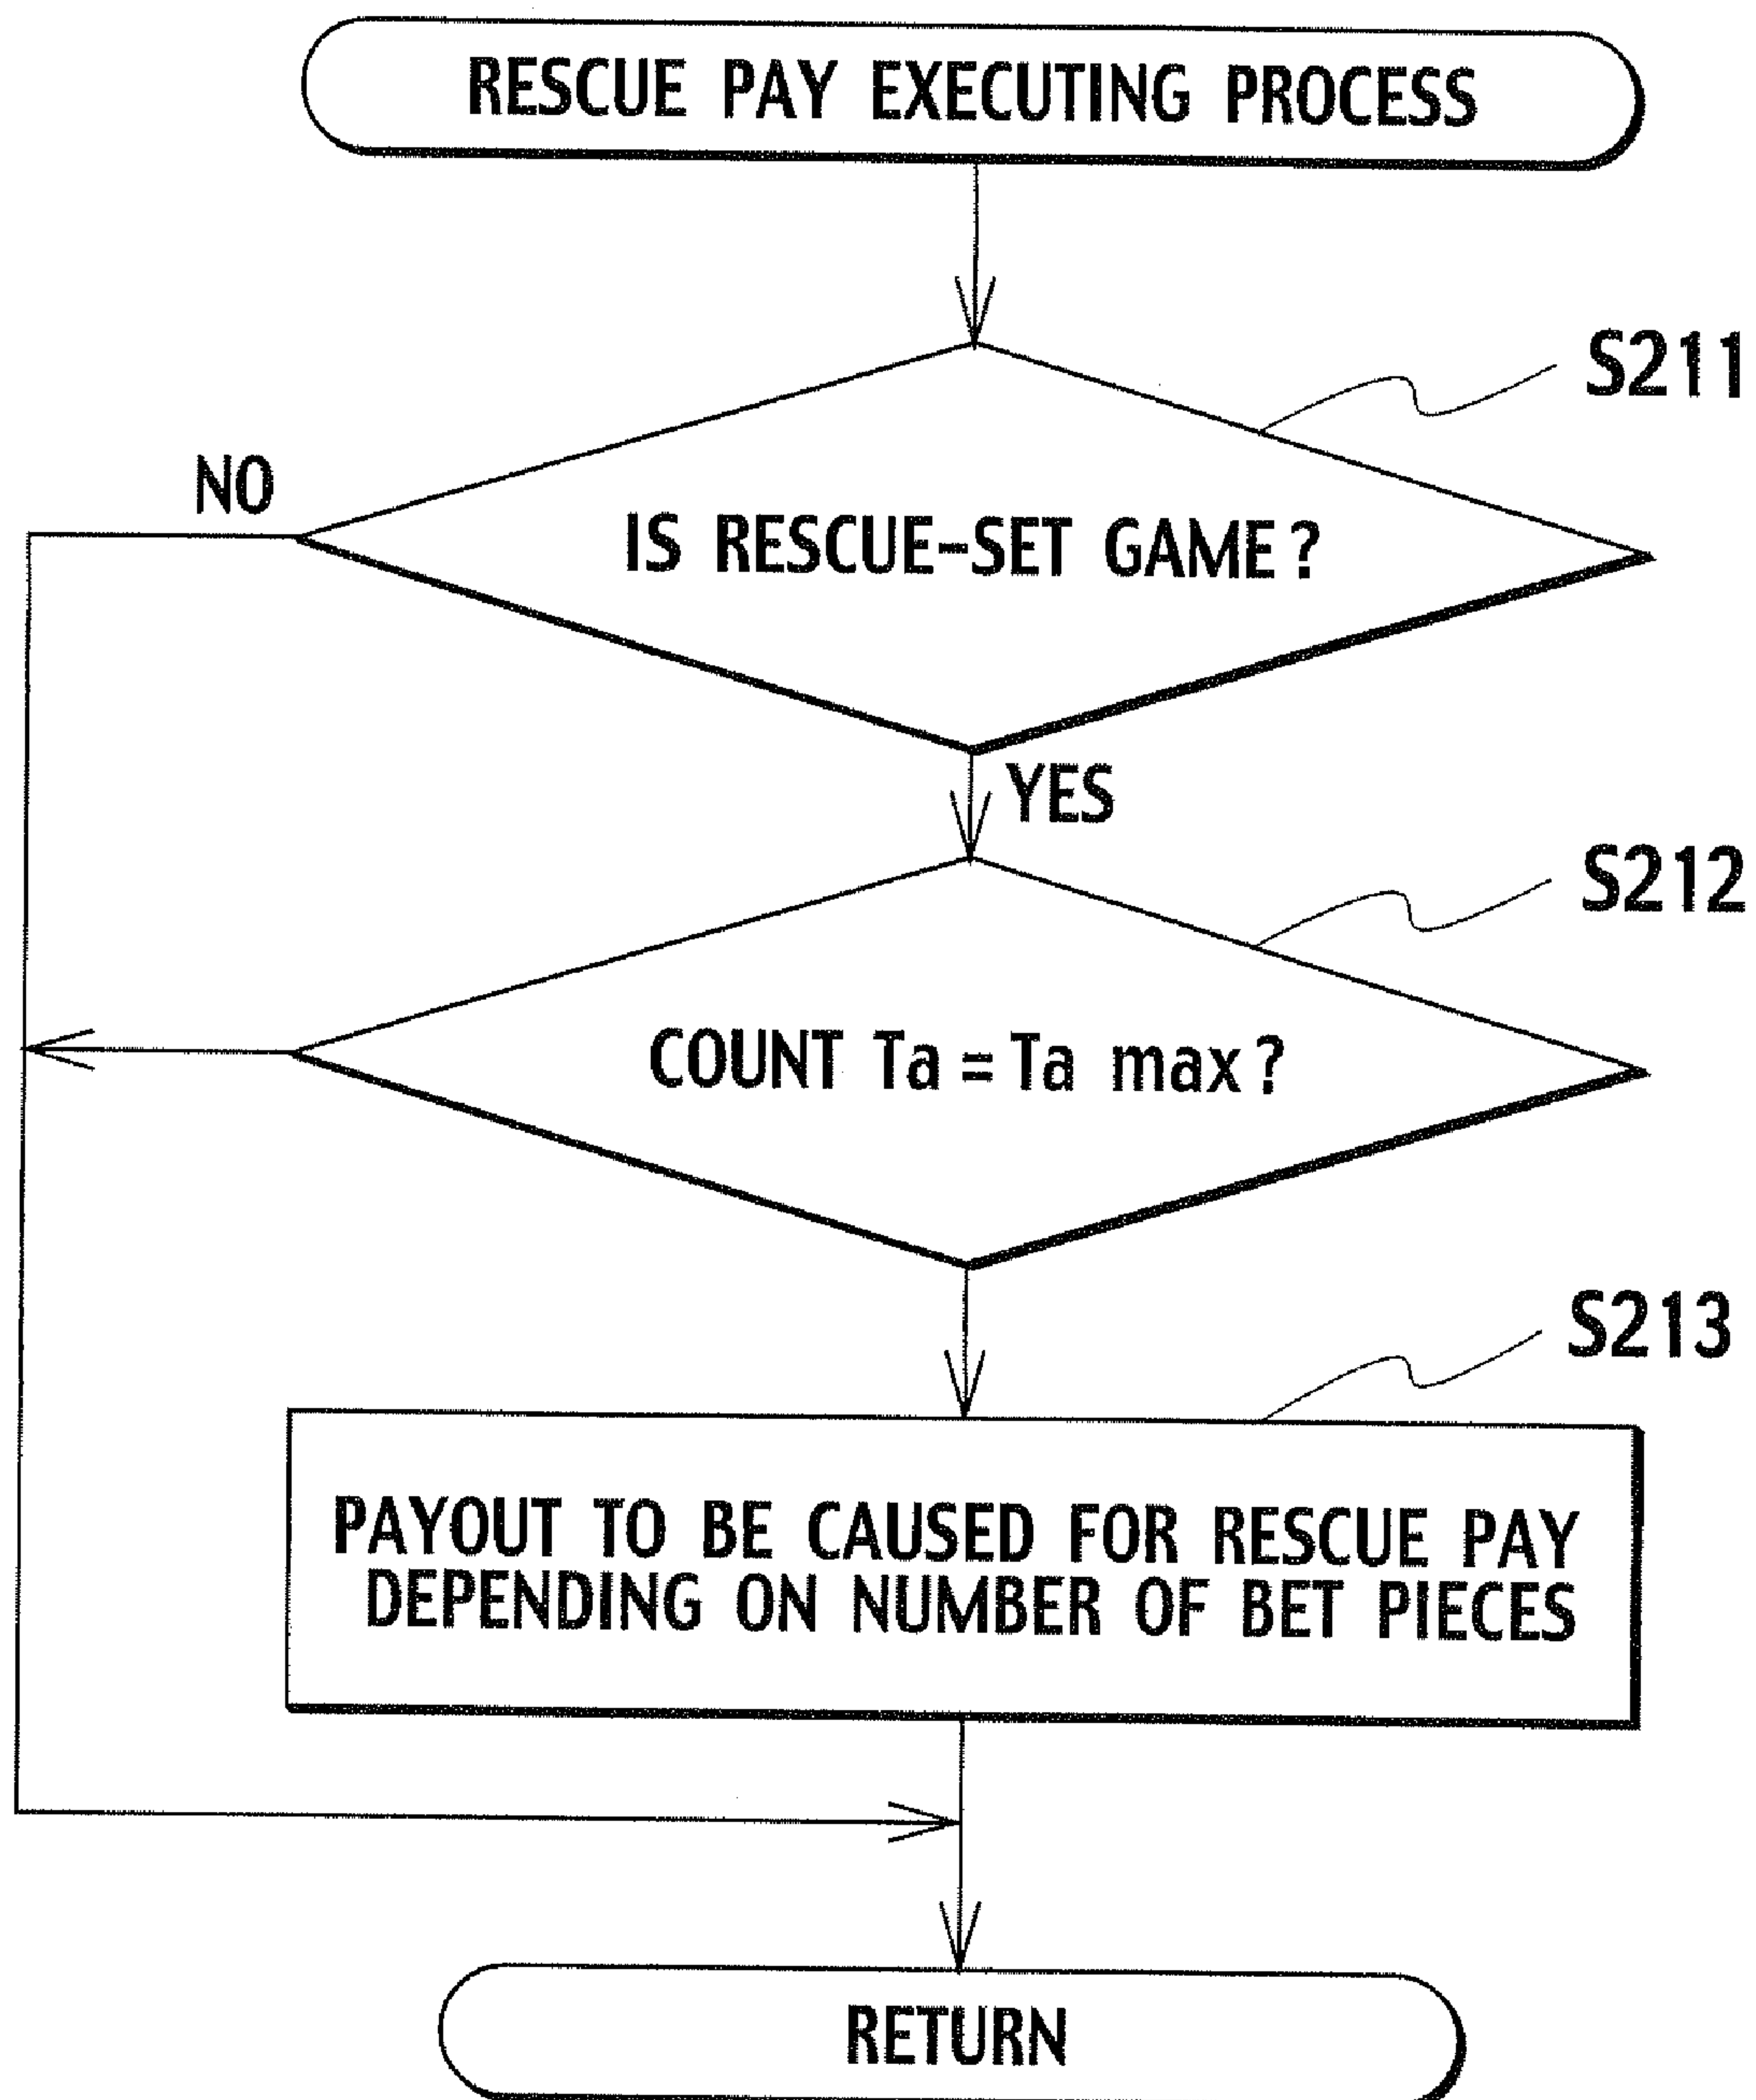 RESCUE PAY EXECUTING PROCESS
S211
NO
IS RESCUE-SET GAME?
YES
S212
COUNT Ta = Ta max?
S213
PAYOUT TO BE CAUSED FOR RESCUE PAY
DEPENDING ON NUMBER OF BET PIECES
RETURN